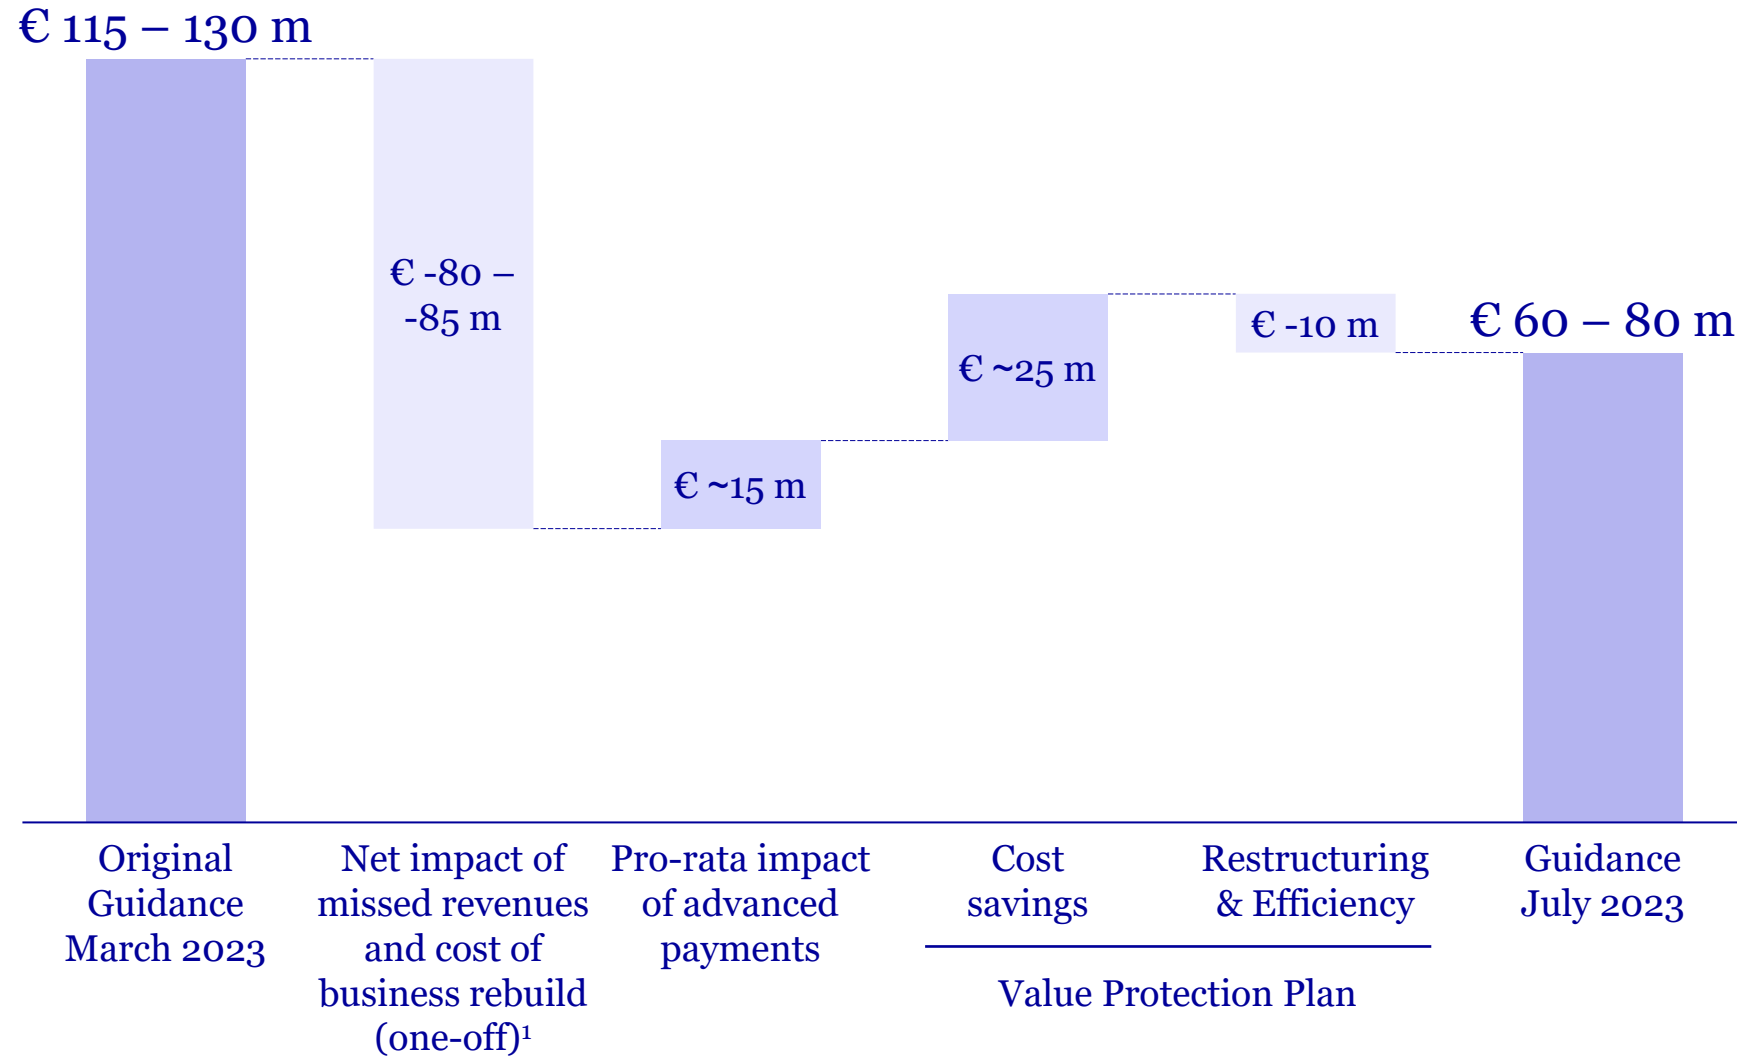 € 115 – 130 m
€ -80 –
-85 m
€ ~15 m
€ ~25 m
€ -10 m
€ 60 – 80 m
Original
Guidance
March 2023
Net impact of
missed revenues
and cost of
business rebuild
(one-off)¹
Pro-rata impact
of advanced
payments
Cost
savings
Restructuring
& Efficiency
Value Protection Plan
Guidance
July 2023